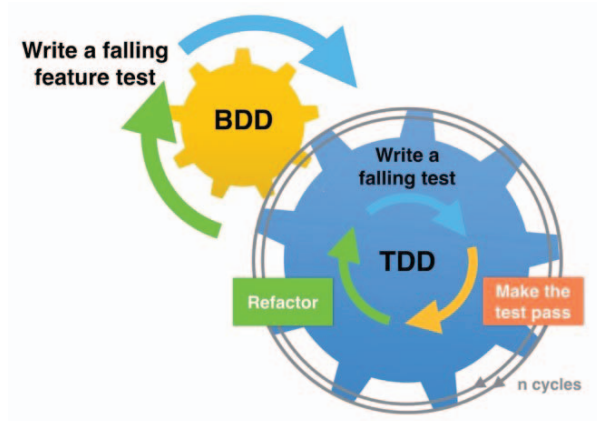 Write a falling
feature test
BDD
Write a
falling test
TDD
Refactor
Make the
test pass
n cycles